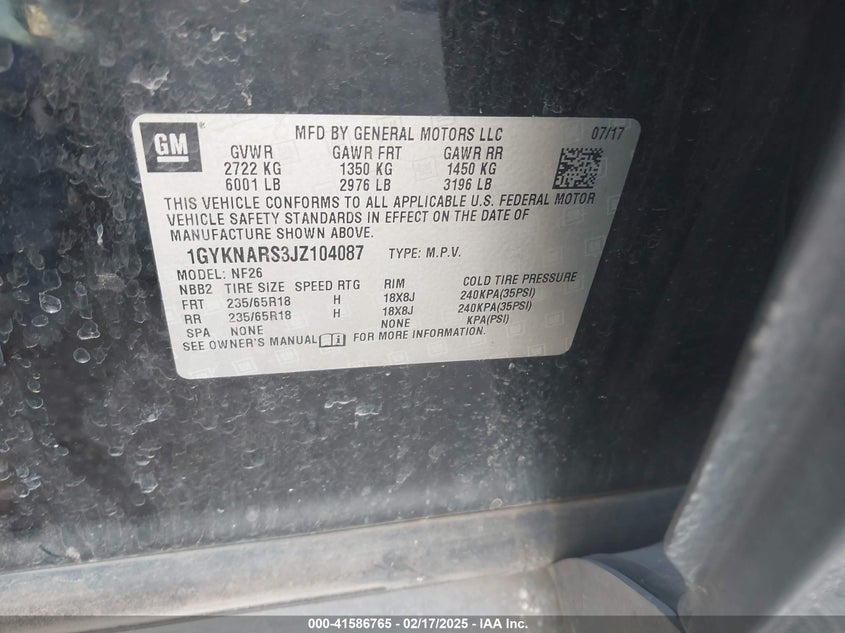 GM
MFD BY GENERAL MOTORS LLC 07/17
GVWR GAWR FRT GAWR RR
2722 KG 1350 KG 1450 KG
6001 LB 2976 LB 3196 LB
THIS VEHICLE CONFORMS TO ALL APPLICABLE U.S. FEDERAL MOTOR
VEHICLE SAFETY STANDARDS IN EFFECT ON THE DATE OF
MANUFACTURE SHOWN ABOVE.
1GYKNARS3JZ104087 TYPE: M.P.V.
MODEL: NF26
NBB2 TIRE SIZE SPEED RTG RIM COLD TIRE PRESSURE
FRT 235/65R18 H 18X8J 240KPA(35PSI)
RR 235/65R18 H 18X8J 240KPA(35PSI)
SPA NONE NONE KPA(PSI)
SEE OWNER'S MANUAL FOR MORE INFORMATION.
000-41586765 - 02/17/2025 - IAA Inc.